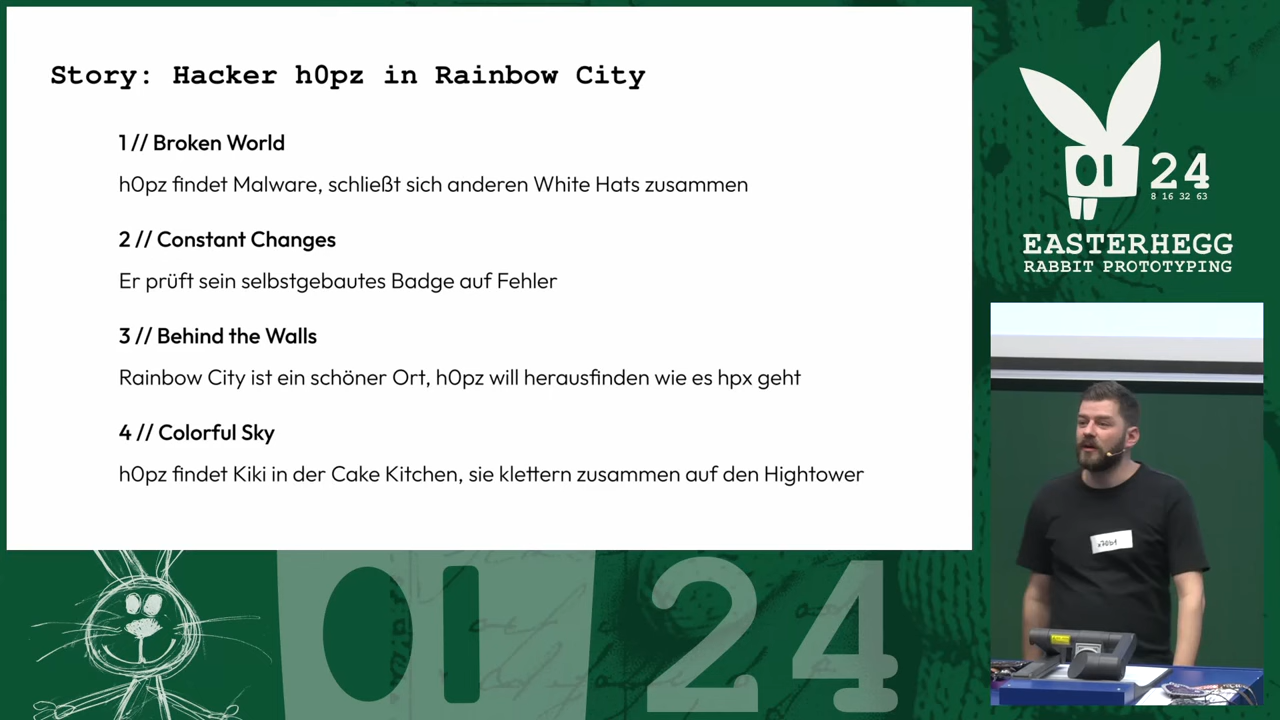 Story: Hacker h0pz in Rainbow City
1 // Broken World
h0pz findet Malware, schließt sich anderen White Hats zusammen
2 // Constant Changes
Er prüft sein selbstgebautes Badge auf Fehler
3 // Behind the Walls
Rainbow City ist ein schöner Ort, h0pz will herausfinden wie es hpx geht
4 // Colorful Sky
h0pz findet Kiki in der Cake Kitchen, sie klettern zusammen auf den Hightower
24
8 16 32 63
EASTERHEGG
RABBIT PROTOTYPING
24